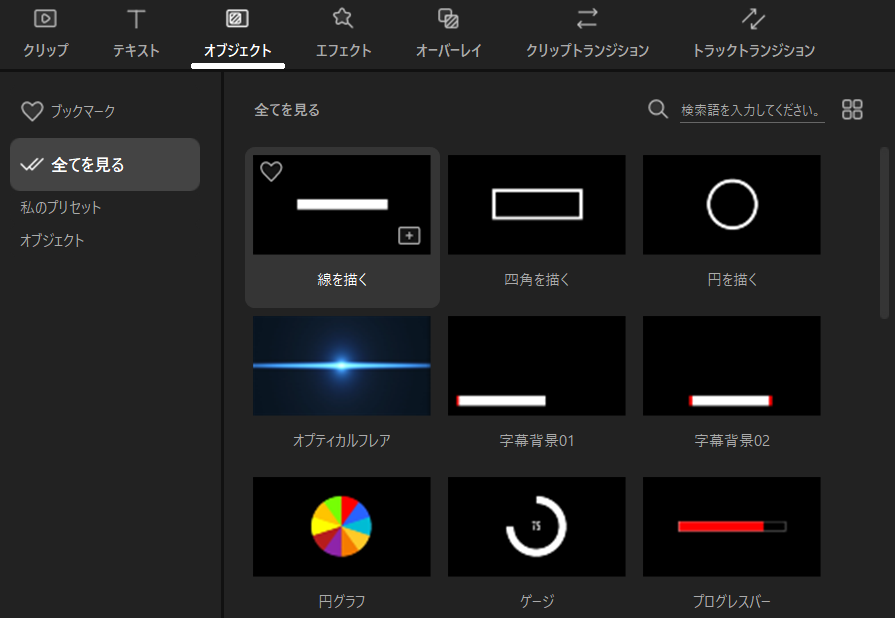 クリップ
テキスト
オブジェクト
エフェクト
オーバーレイ
クリップトランジション
トラックトランジション
ブックマーク
全てを見る
私のプリセット
オブジェクト
全てを見る
検索語を入力してください。
線を描く
四角を描く
円を描く
オプティカルフレア
字幕背景01
字幕背景02
75
円グラフ
ゲージ
プログレスバー